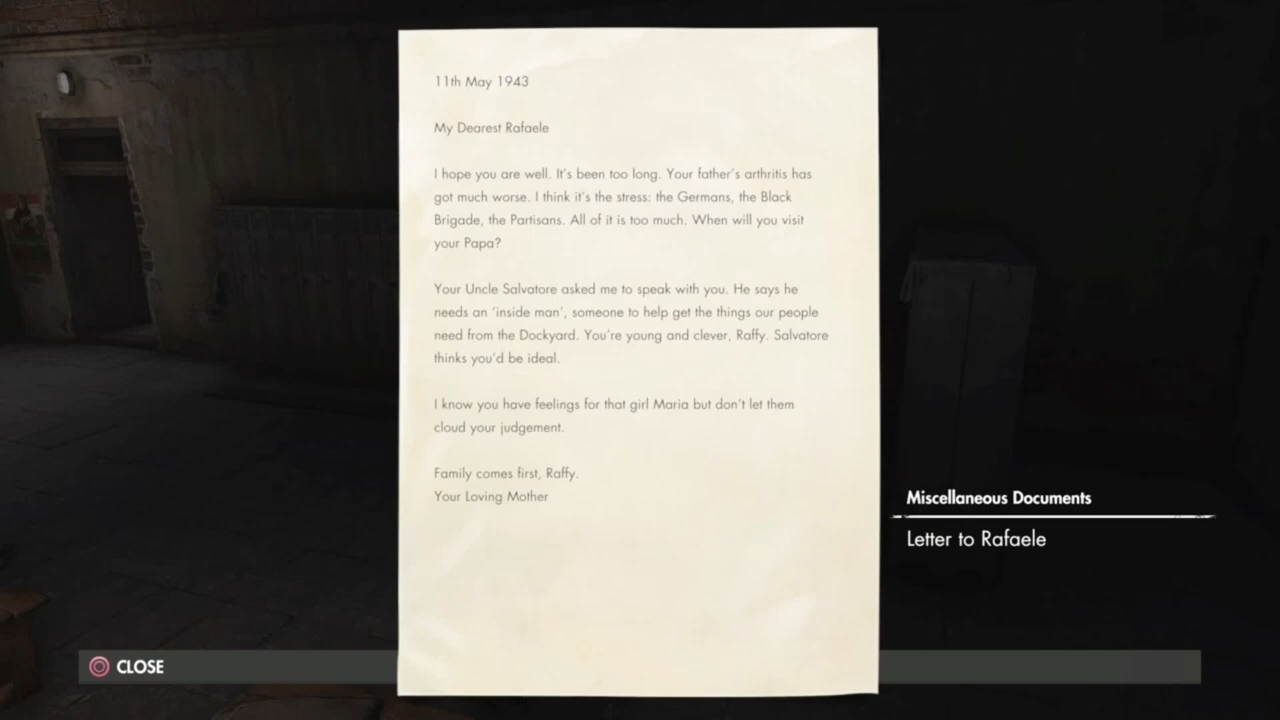 11th May 1943
My Dearest Rafaele
I hope you are well. It's been too long. Your father's arthritis has
got much worse. I think it's the stress: the Germans, the Black
Brigade, the Partisans. All of it is too much. When will you visit
your Papa?
Your Uncle Salvatore asked me to speak with you. He says he
needs an 'inside man', someone to help get the things our people
need from the Dockyard. You're young and clever, Raffy. Salvatore
thinks you'd be ideal.
I know you have feelings for that girl Maria but don't let them
cloud your judgement.
Family comes first, Raffy.
Your Loving Mother
Miscellaneous Documents
Letter to Rafaele
CLOSE